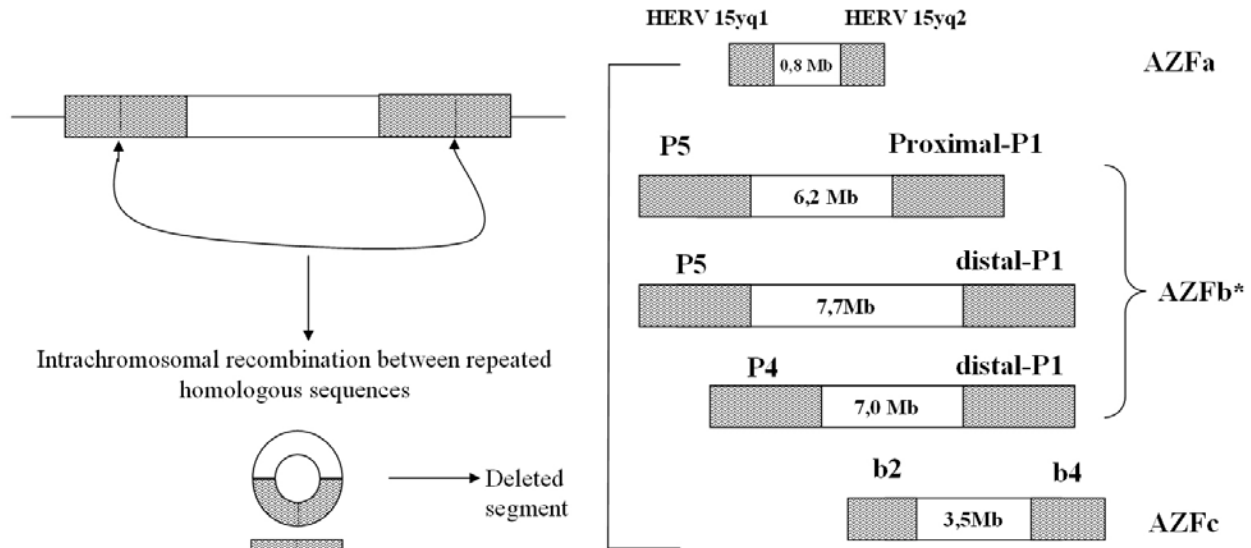 HERV 15yq1 HERV 15yq2
0,8 Mb
AZFa
P5 Proximal-P1
6,2 Mb
P5 distal-P1
7,7Mb
AZFb*
P4 distal-P1
7,0 Mb
b2 b4
3,5Mb
AZFc
Intrachromosomal recombination between repeated
homologous sequences
Deleted
segment